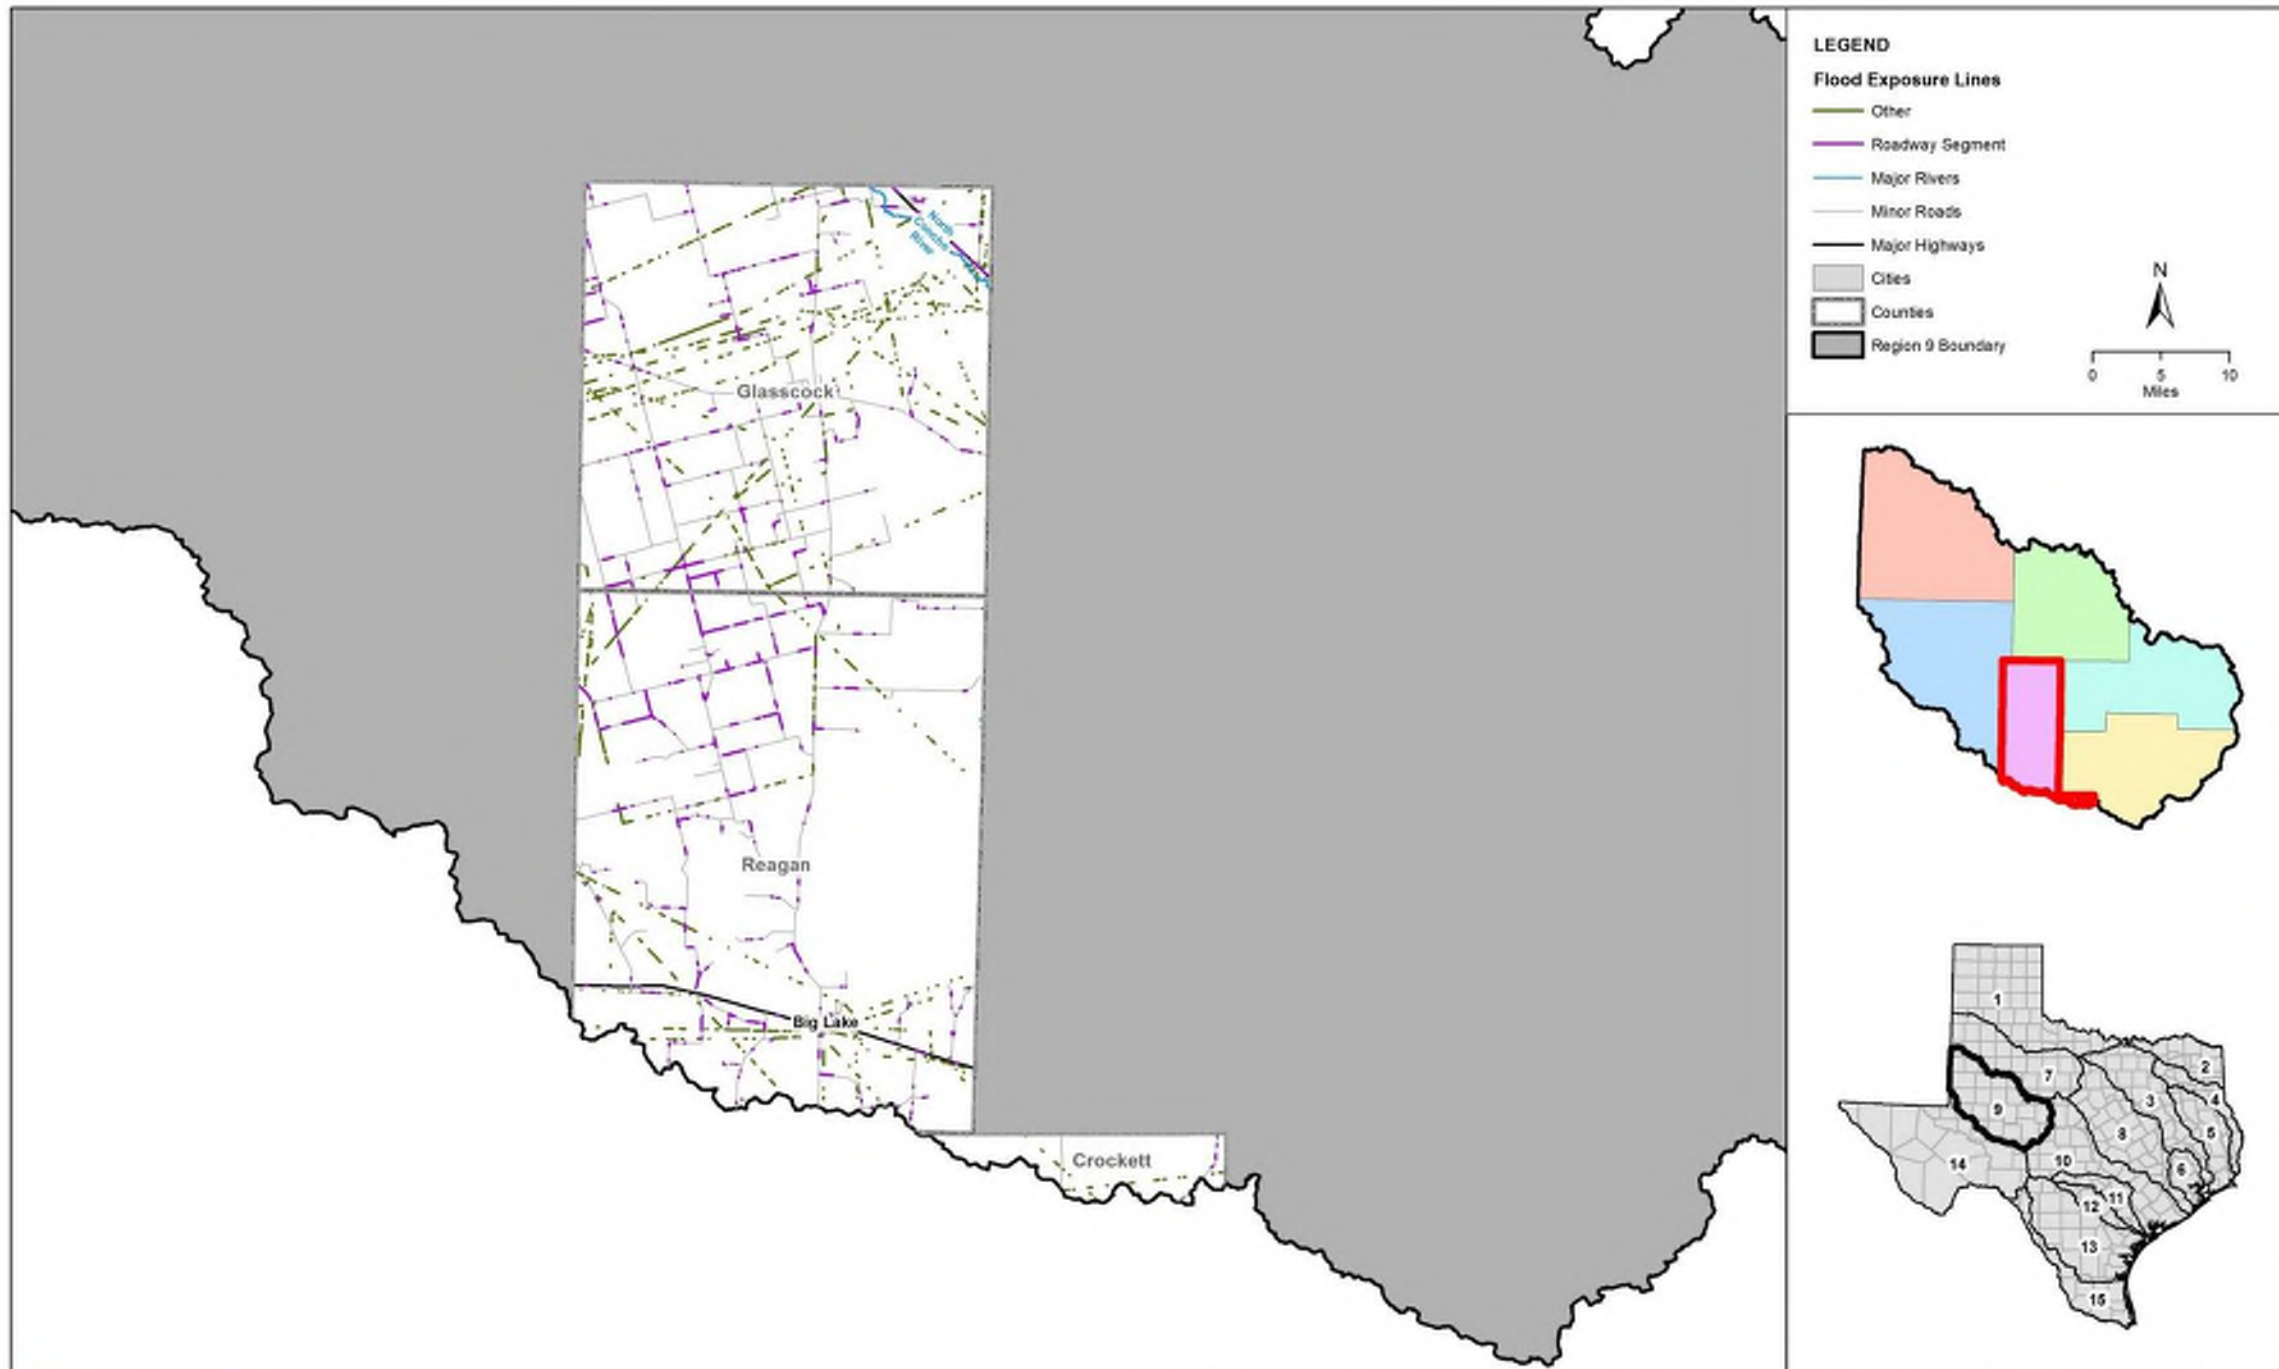 LEGEND
Flood Exposure Lines
Other
Roadway Segment
Major Rivers
Minor Roads
Major Highways
Cities
Counties
Region 9 Boundary
N
0 5 10
Miles
North
Concho
River
Glasscock
Reagan
Big Lake
Crockett
1
2
7
3
4
9
8
5
14
10
6
11
12
13
15